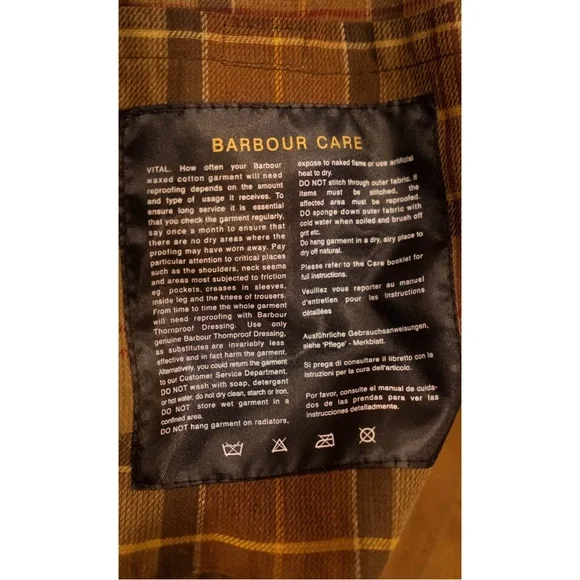 BARBOUR CARE
VITAL. How often your Barbour
waxed cotton garment will need
reproofing depends on the amount
and type of usage it receives. To
ensure long service it is essential
that you check the garment regularly,
say once a month to ensure that
there are no dry areas where the
proofing may have worn away. Pay
particular attention to critical places
such as the shoulders, neck seams
and areas most subjected to friction
eg. pockets, creases in sleeves,
inside leg and the knees of trousers.
From time to time the whole garment
will need reproofing with Barbour
Thornproof Dressing. Use only
genuine Barbour Thornproof Dressing,
as substitutes are invariably less
effective and in fact harm the garment.
Alternatively, you could return the garment
to our Customer Service Department.
DO NOT wash with soap, detergent
or hot water, do not dry clean, starch or iron.
DO NOT store wet garment in a
confined area.
DO NOT hang garment on radiators,
expose to naked flame or use artificial
heat to dry.
DO NOT stitch through outer fabric. If
items must be stitched, the
affected area must be reproofed.
DO sponge down outer fabric with
cold water when soiled and brush off
grit etc.
Do hang garment in a dry, airy place to
dry off natural.
Please refer to the Care booklet for
full instructions.
Veuillez vous reporter au manuel
d'entretien pour les instructions
détaillées
Ausführliche Gebrauchsanweisungen,
siehe 'Pflege' - Merkblatt.
Si prega di consultare il libretto con le
istruzioni per la cura dell'articolo.
Por favor, consulte el manual de cuida-
dos de las prendas para ver las
instrucciones detalladmente.